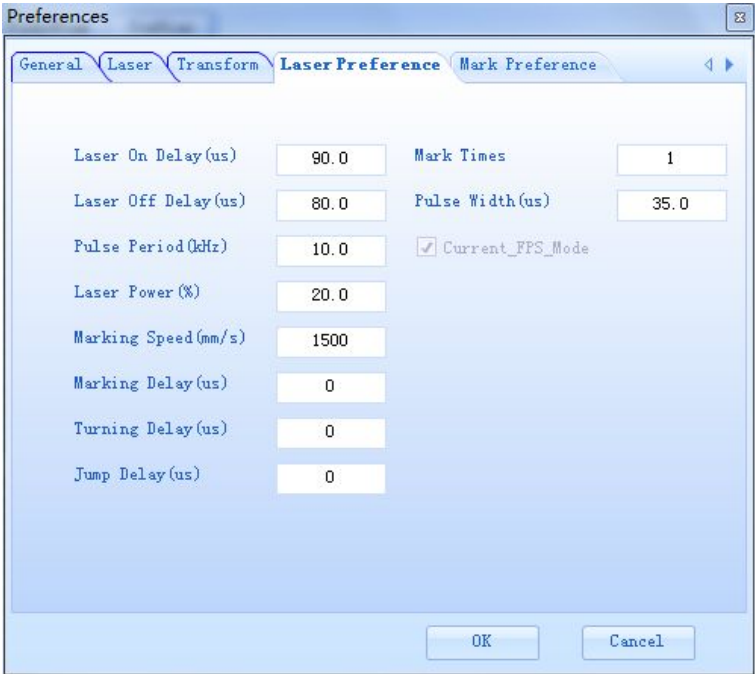 Preferences
General Laser Transform Laser Preference Mark Preference
Laser On Delay(us) 90.0 Mark Times 1
Laser Off Delay(us) 80.0 Pulse Width(us) 35.0
Pulse Period(kHz) 10.0 Current_FPS_Mode
Laser Power(%) 20.0
Marking Speed(mm/s) 1500
Marking Delay(us) 0
Turning Delay(us) 0
Jump Delay(us) 0
OK Cancel